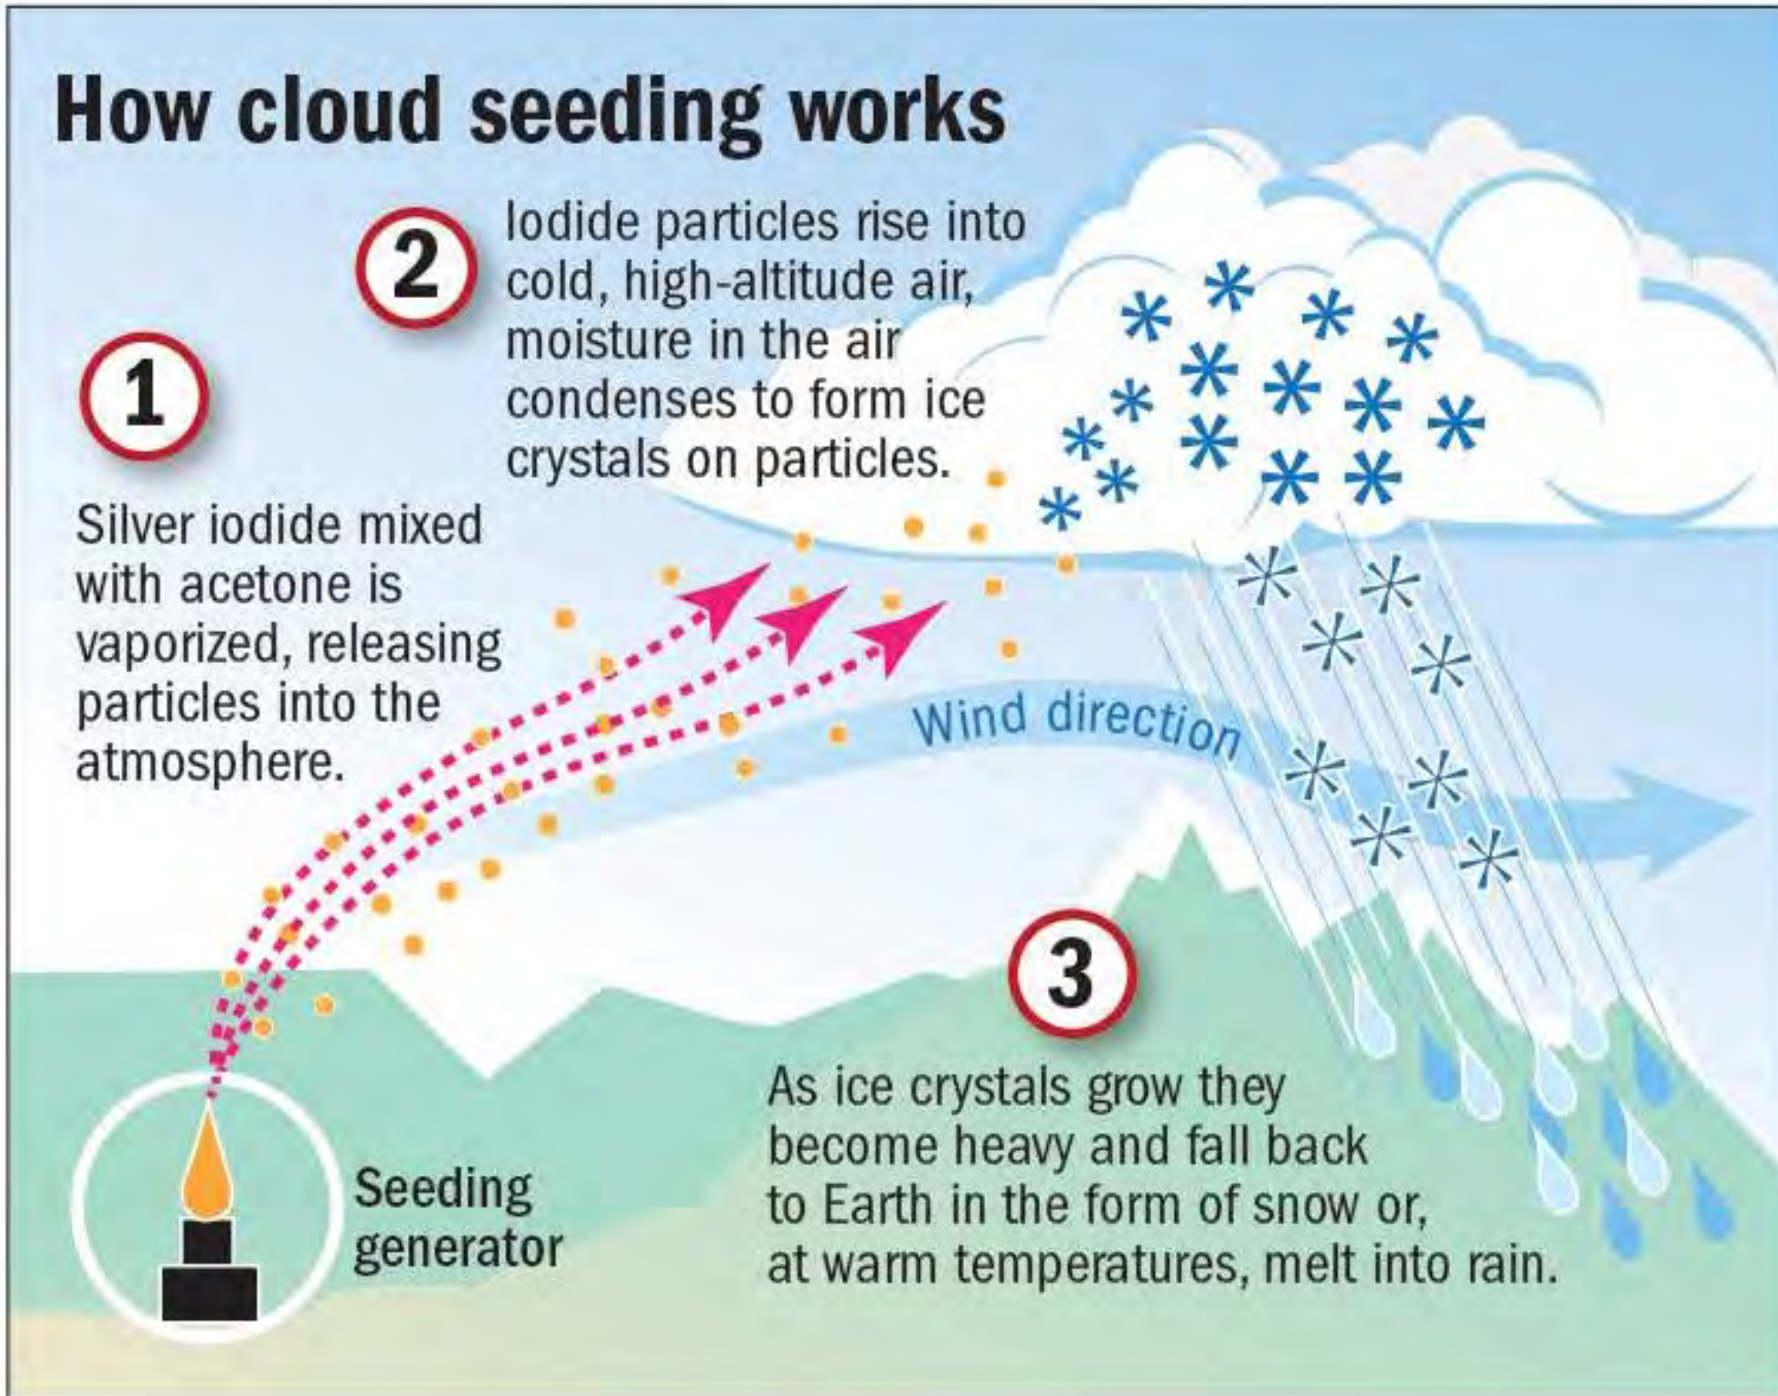 How cloud seeding works
1
Silver iodide mixed
with acetone is
vaporized, releasing
particles into the
atmosphere.
2
Iodide particles rise into
cold, high-altitude air,
moisture in the air
condenses to form ice
crystals on particles.
Wind direction
3
As ice crystals grow they
become heavy and fall back
to Earth in the form of snow or,
at warm temperatures, melt into rain.
Seeding
generator